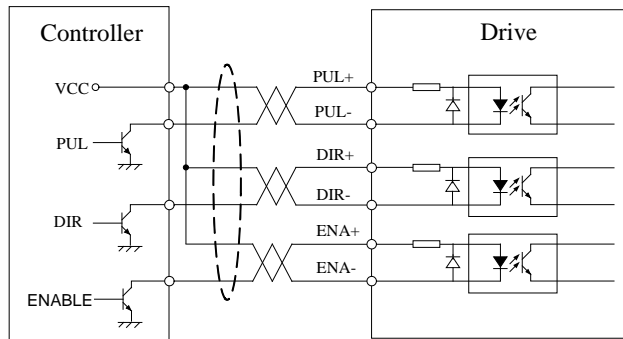 Controller
Drive
VCC
PUL+
PUL
PUL-
DIR+
DIR
DIR-
ENA+
ENABLE
ENA-